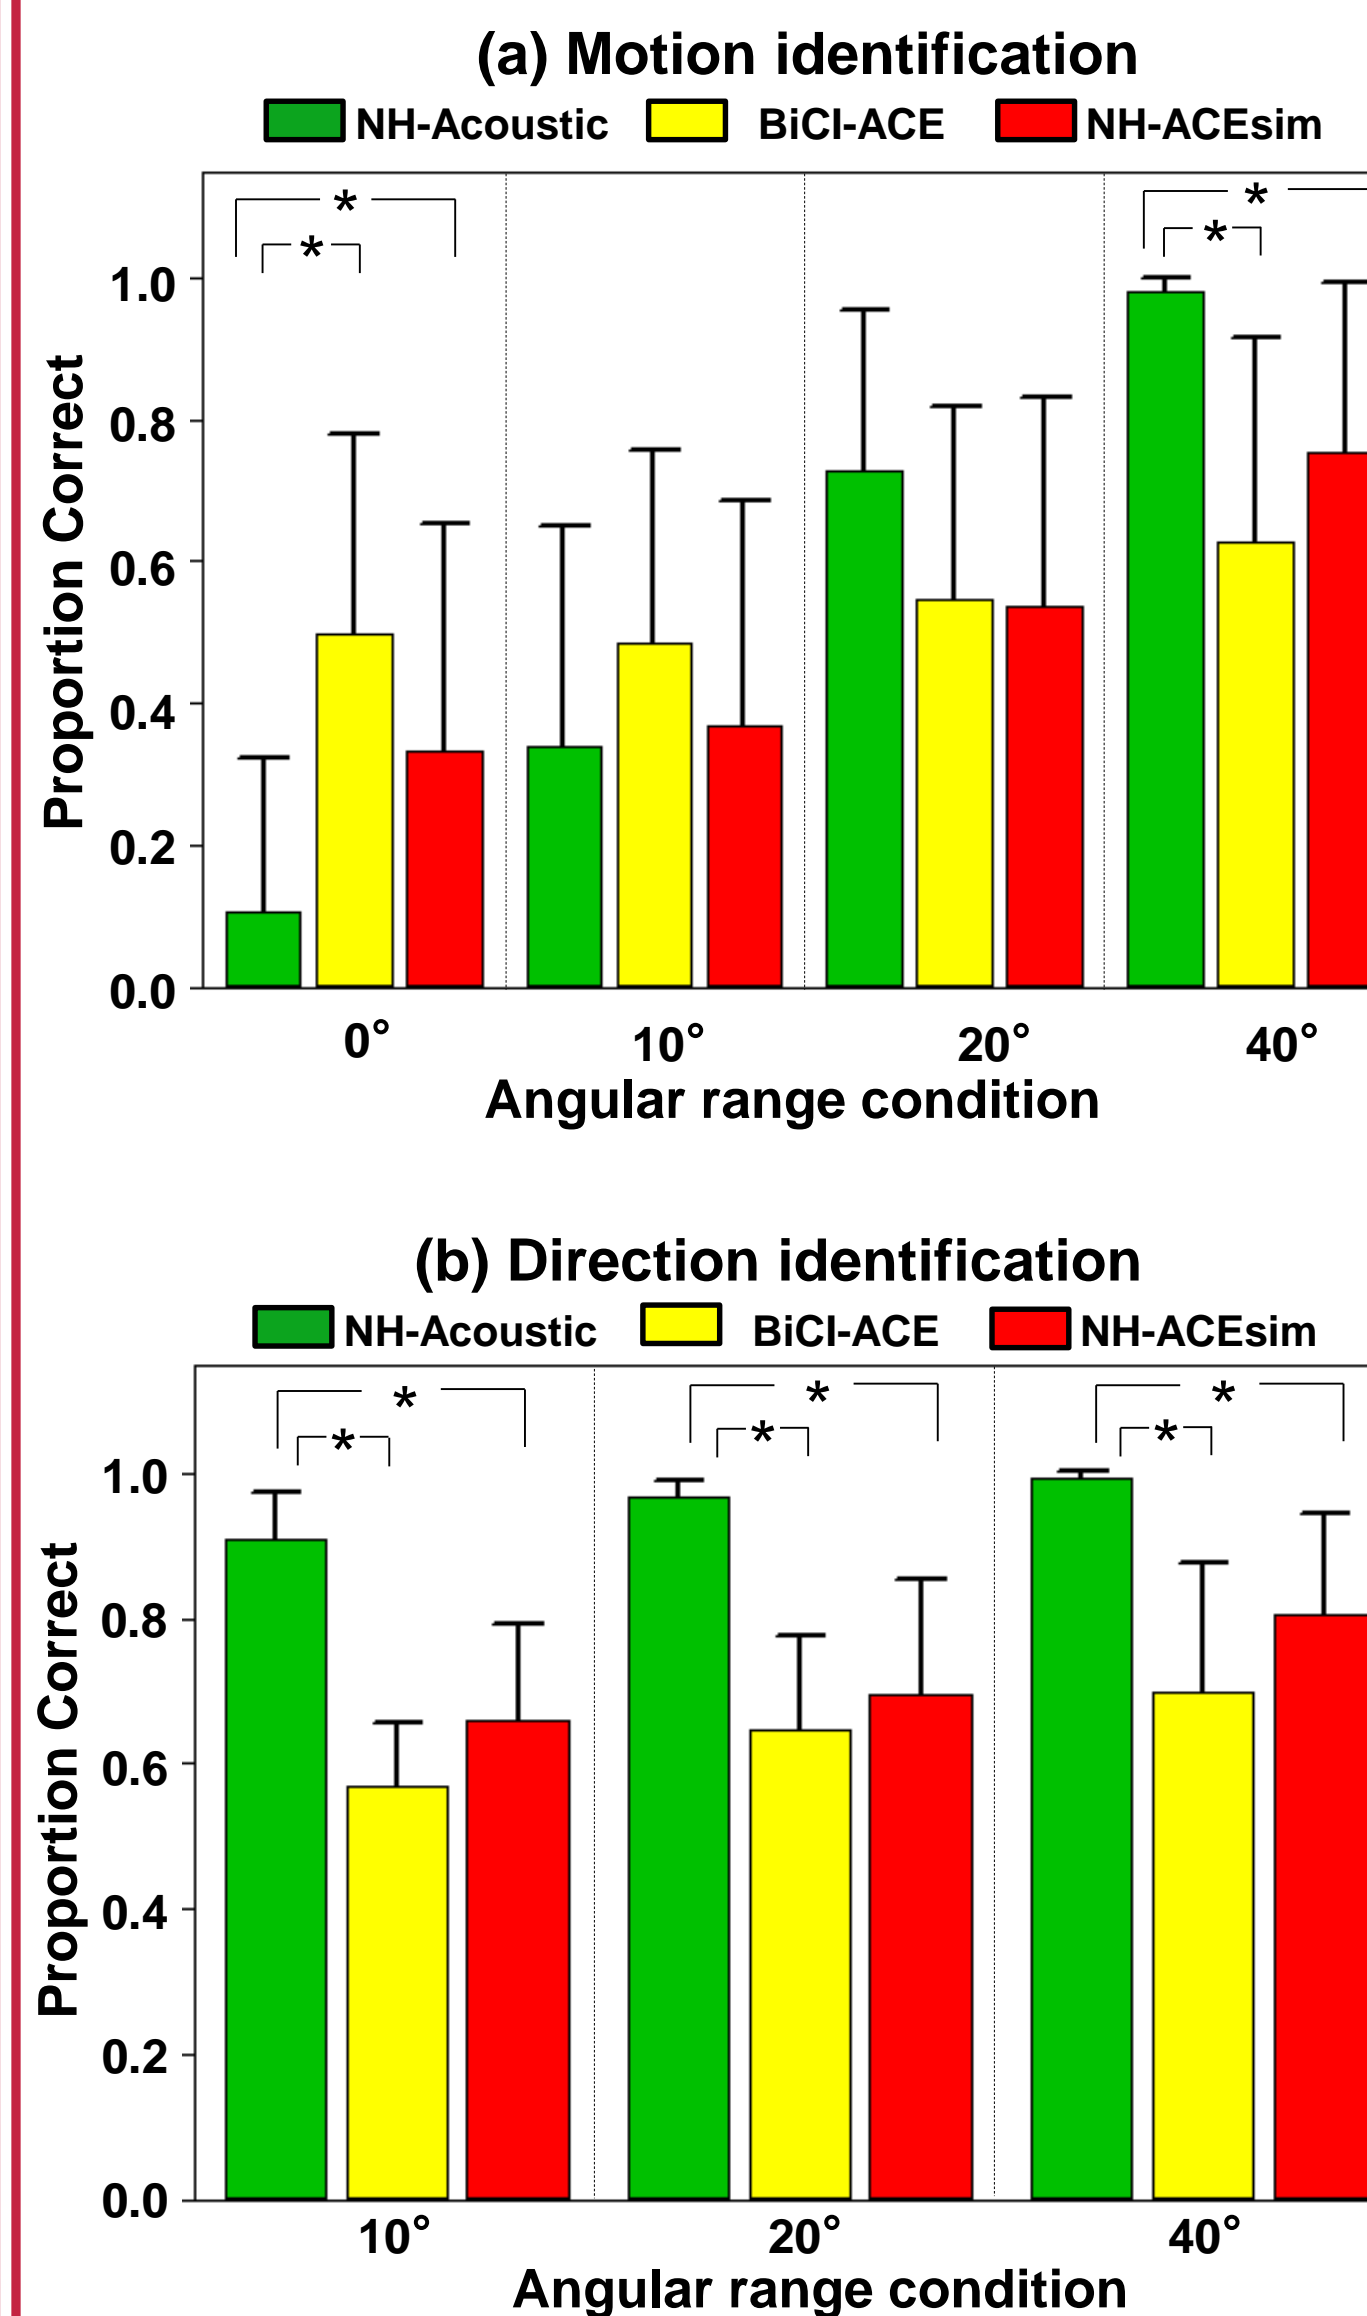 (a) Motion identification
NH-Acoustic BiCI-ACE NH-ACEsim
* *
* *
1.0
0.8
0.6
0.4
0.2
0.0
Proportion Correct
0° 10° 20° 40°
Angular range condition
(b) Direction identification
NH-Acoustic BiCI-ACE NH-ACEsim
* * *
* * *
1.0
0.8
0.6
0.4
0.2
0.0
Proportion Correct
10° 20° 40°
Angular range condition